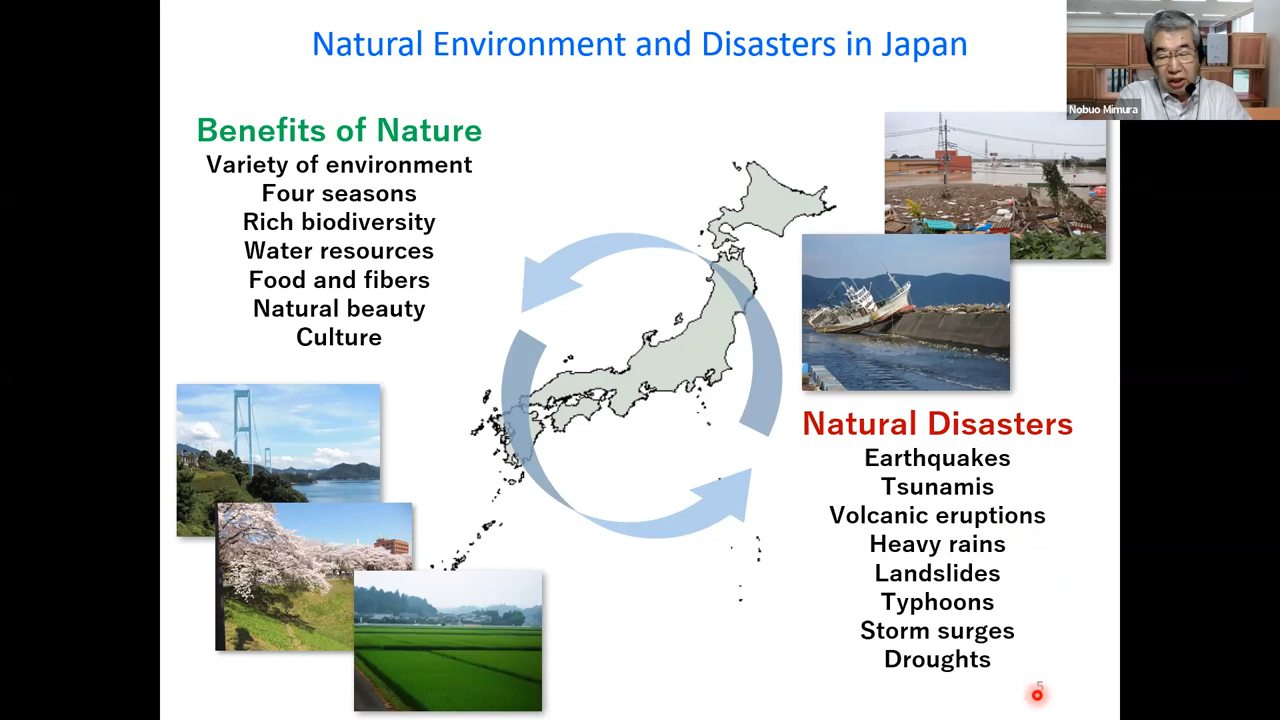 Natural Environment and Disasters in Japan
Nobuo Mimura
Benefits of Nature
Variety of environment
Four seasons
Rich biodiversity
Water resources
Food and fibers
Natural beauty
Culture
Natural Disasters
Earthquakes
Tsunamis
Volcanic eruptions
Heavy rains
Landslides
Typhoons
Storm surges
Droughts
5